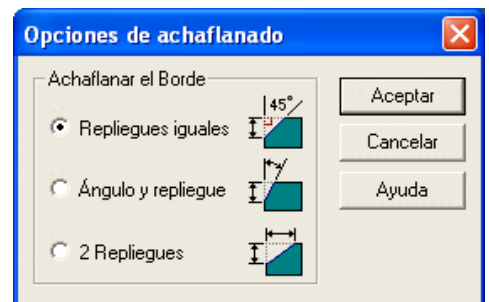 Opciones de achaflanado
Achaflanar el Borde
Repliegues iguales
45°
Ángulo y repliegue
2 Repliegues
Aceptar
Cancelar
Ayuda